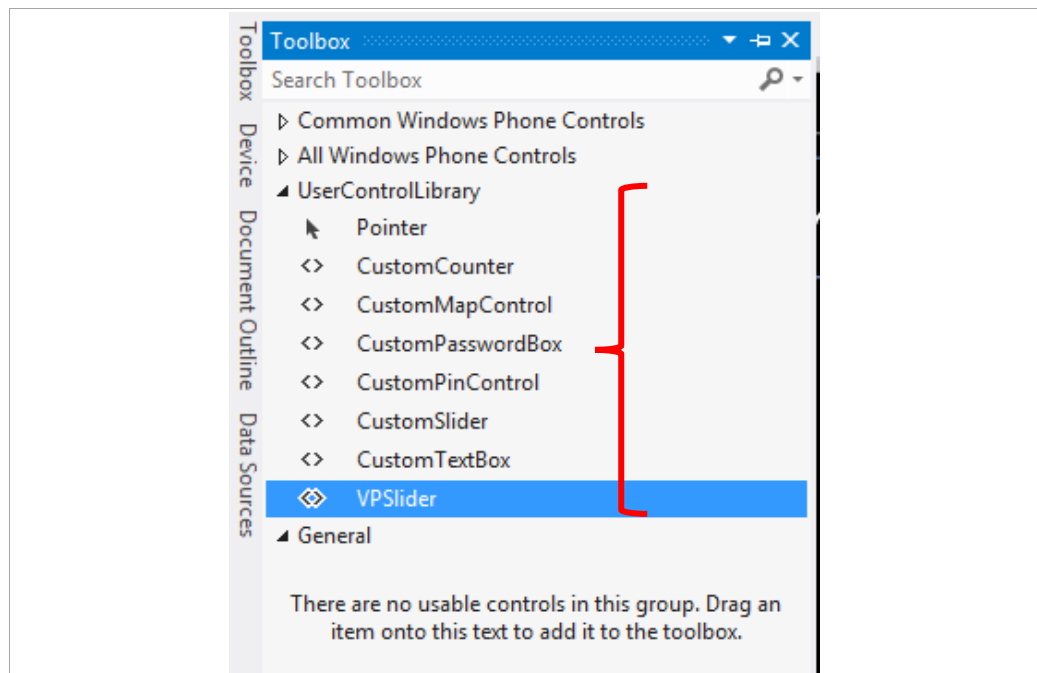 Toolbox
Device
Document Outline
Data Sources
Toolbox
Search Toolbox
Common Windows Phone Controls
All Windows Phone Controls
UserControlLibrary
Pointer
CustomCounter
CustomMapControl
CustomPasswordBox
CustomPinControl
CustomSlider
CustomTextBox
VPSlider
General
There are no usable controls in this group. Drag an
item onto this text to add it to the toolbox.